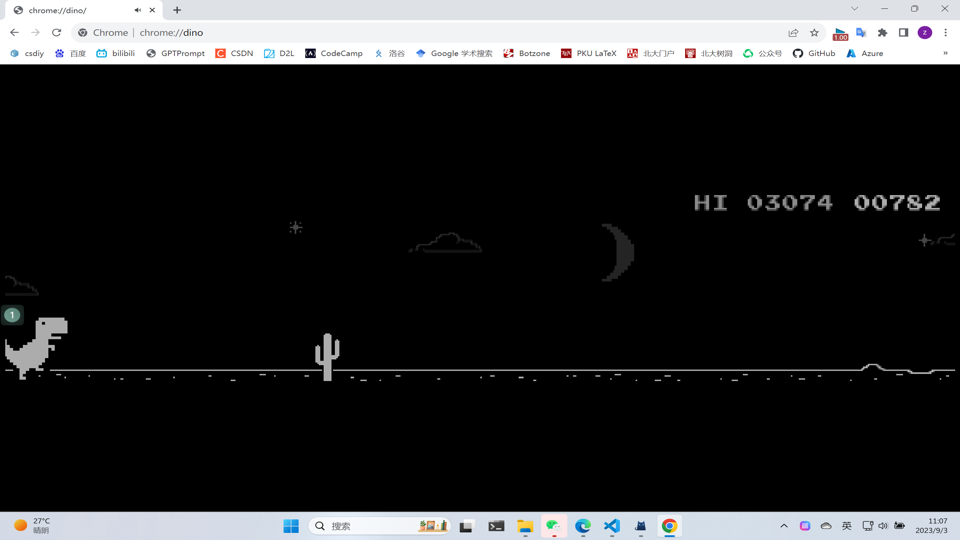 chrome://dino/
Chrome | chrome://dino
1.00
z
csdiy 百度 bilibili GPTPrompt CSDN D2L CodeCamp 洛谷 Google 学术搜索 Botzone PKU LaTeX 北大门户 北大树洞 公众号 GitHub Azure »
HI 03074 00782
1
27°C
晴朗
搜索
英
11:07
2023/9/3